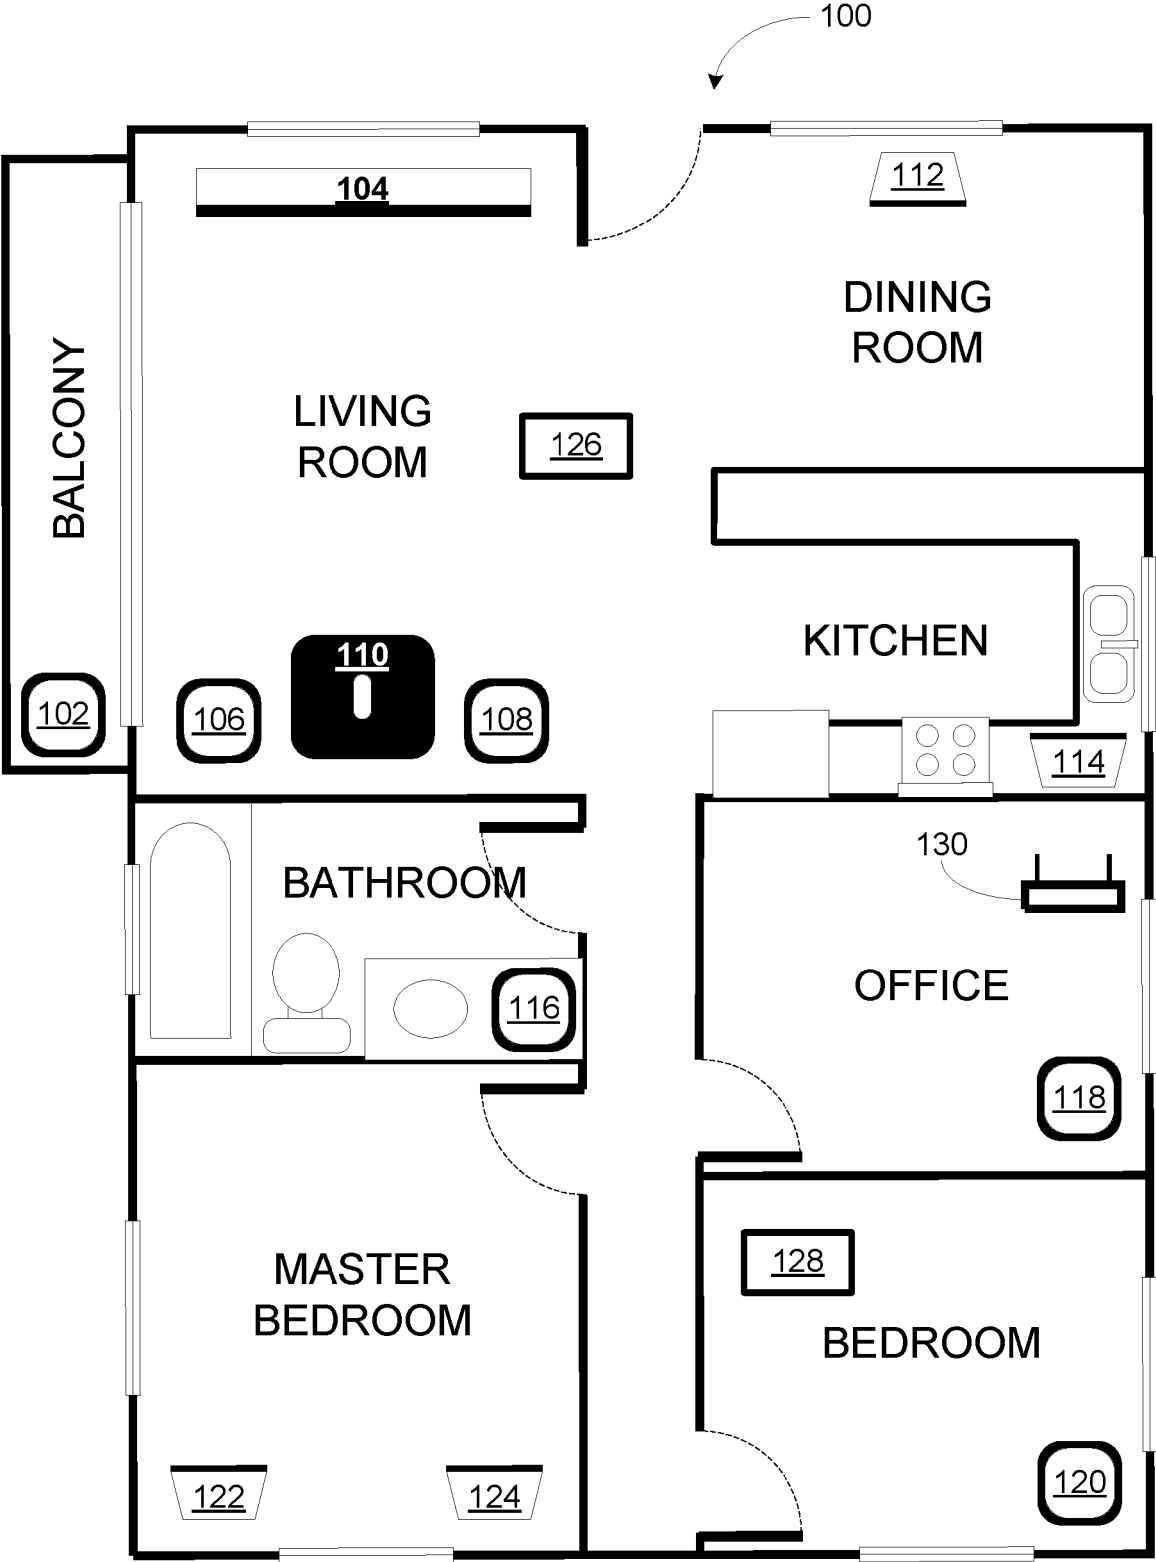 100
104
112
DINING
ROOM
BALCONY
LIVING
ROOM
126
KITCHEN
110
102
106
108
114
130
BATHROOM
OFFICE
116
118
128
MASTER
BEDROOM
BEDROOM
122
124
120